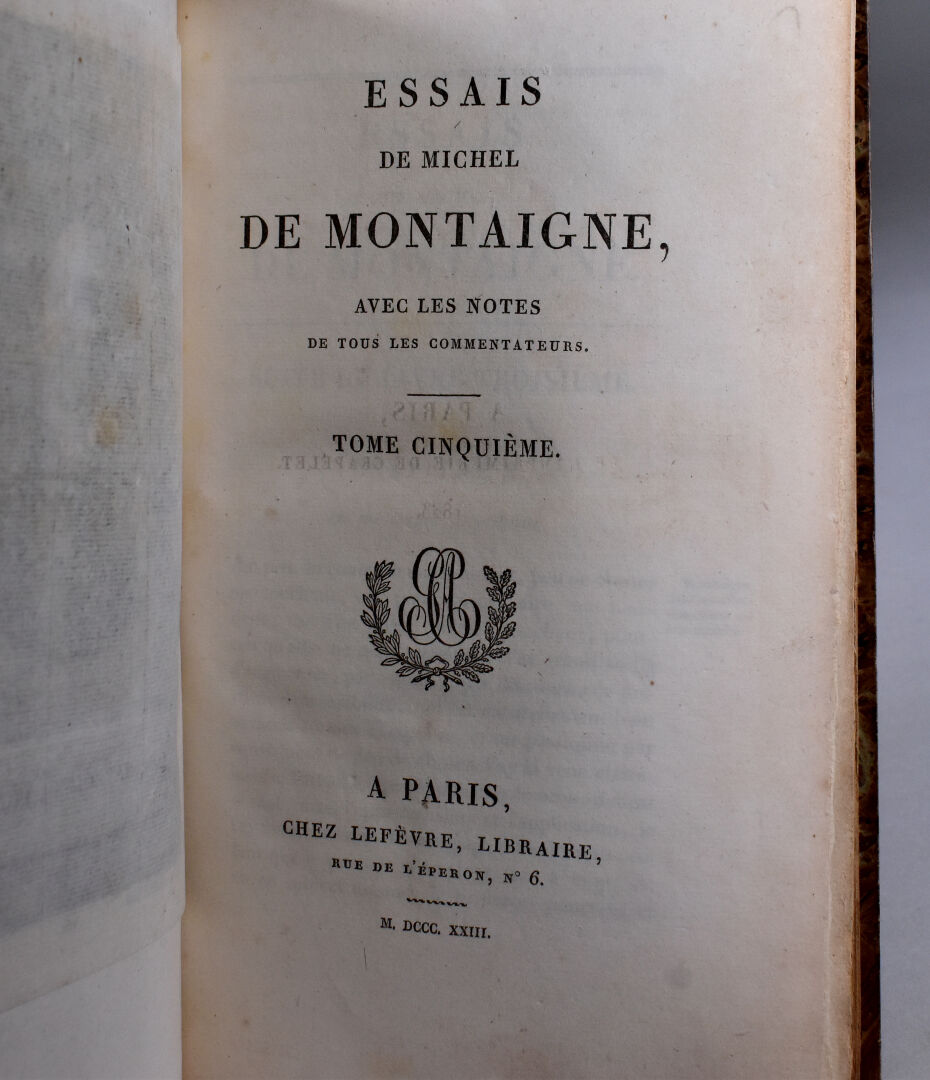 ESSAIS
DE MICHEL
DE MONTAIGNE,
AVEC LES NOTES
DE TOUS LES COMMENTATEURS.
TOME CINQUIÈME.
A PARIS,
CHEZ LEFÈVRE, LIBRAIRE,
RUE DE L'ÉPERON, N° 6.
M. DCCC. XXIII.